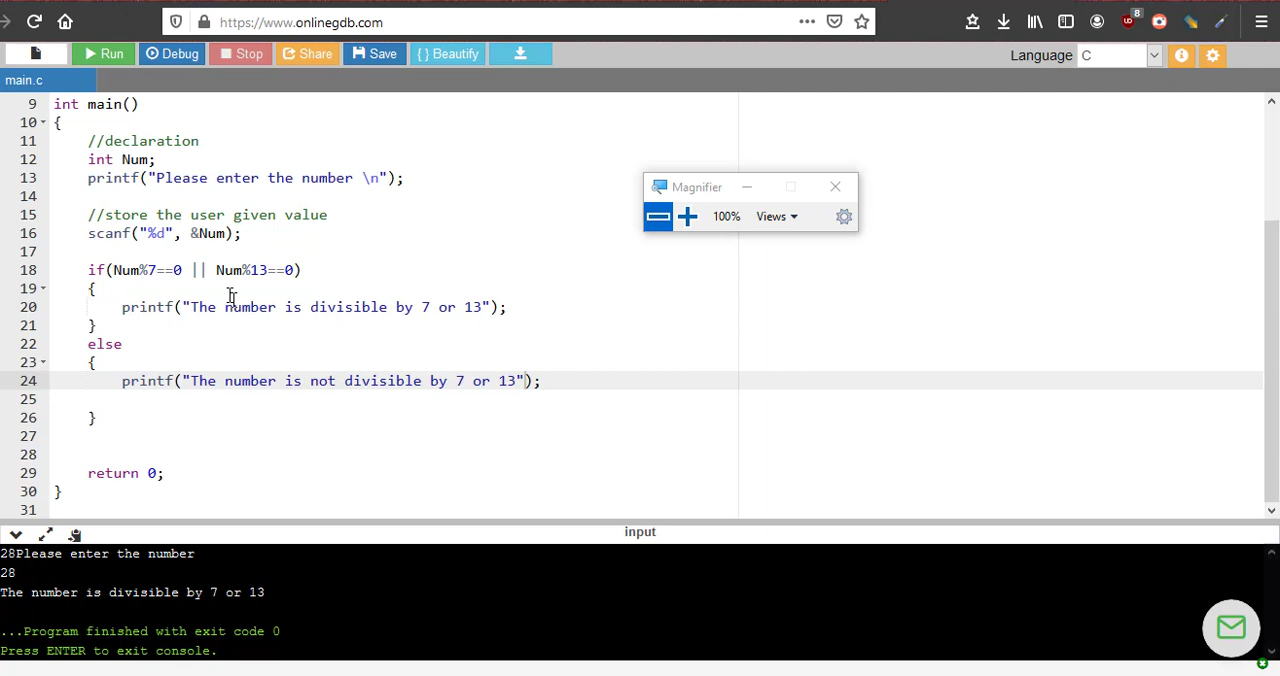 https://www.onlinegdb.com
8
Run Debug Stop Share Save { } Beautify Language C
main.c
Magnifier
100% Views
9 int main()
10 {
11 //declaration
12 int Num;
13 printf("Please enter the number \n");
14
15 //store the user given value
16 scanf("%d", &Num);
17
18 if(Num%7==0 || Num%13==0)
19 {
20 printf("The number is divisible by 7 or 13");
21 }
22 else
23 {
24 printf("The number is not divisible by 7 or 13");
25
26 }
27
28
29 return 0;
30 }
31
input
28Please enter the number
28
The number is divisible by 7 or 13
...Program finished with exit code 0
Press ENTER to exit console.